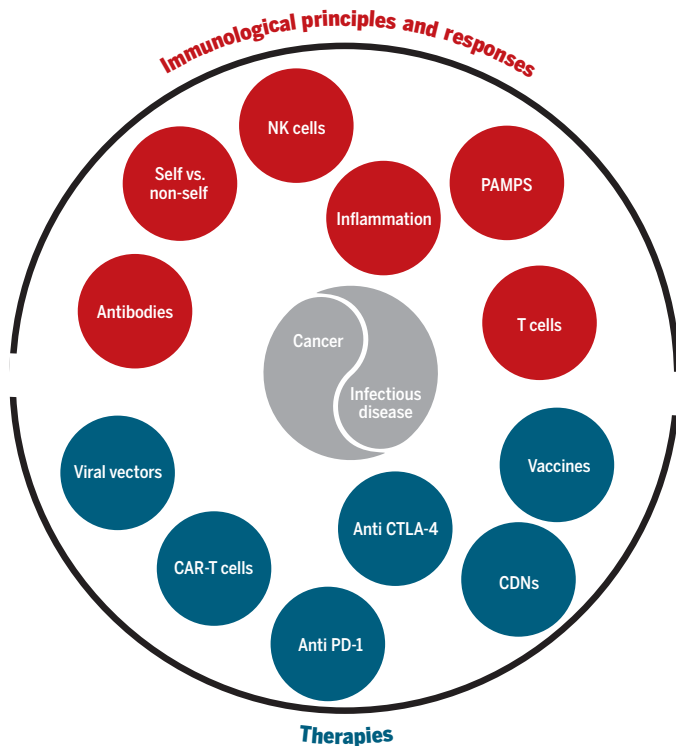 Immunological principles and responses
NK cells
Self vs.
non-self
PAMPS
Inflammation
Antibodies
T cells
Cancer
Infectious
disease
Viral vectors
Vaccines
Anti CTLA-4
CAR-T cells
CDNs
Anti PD-1
Therapies